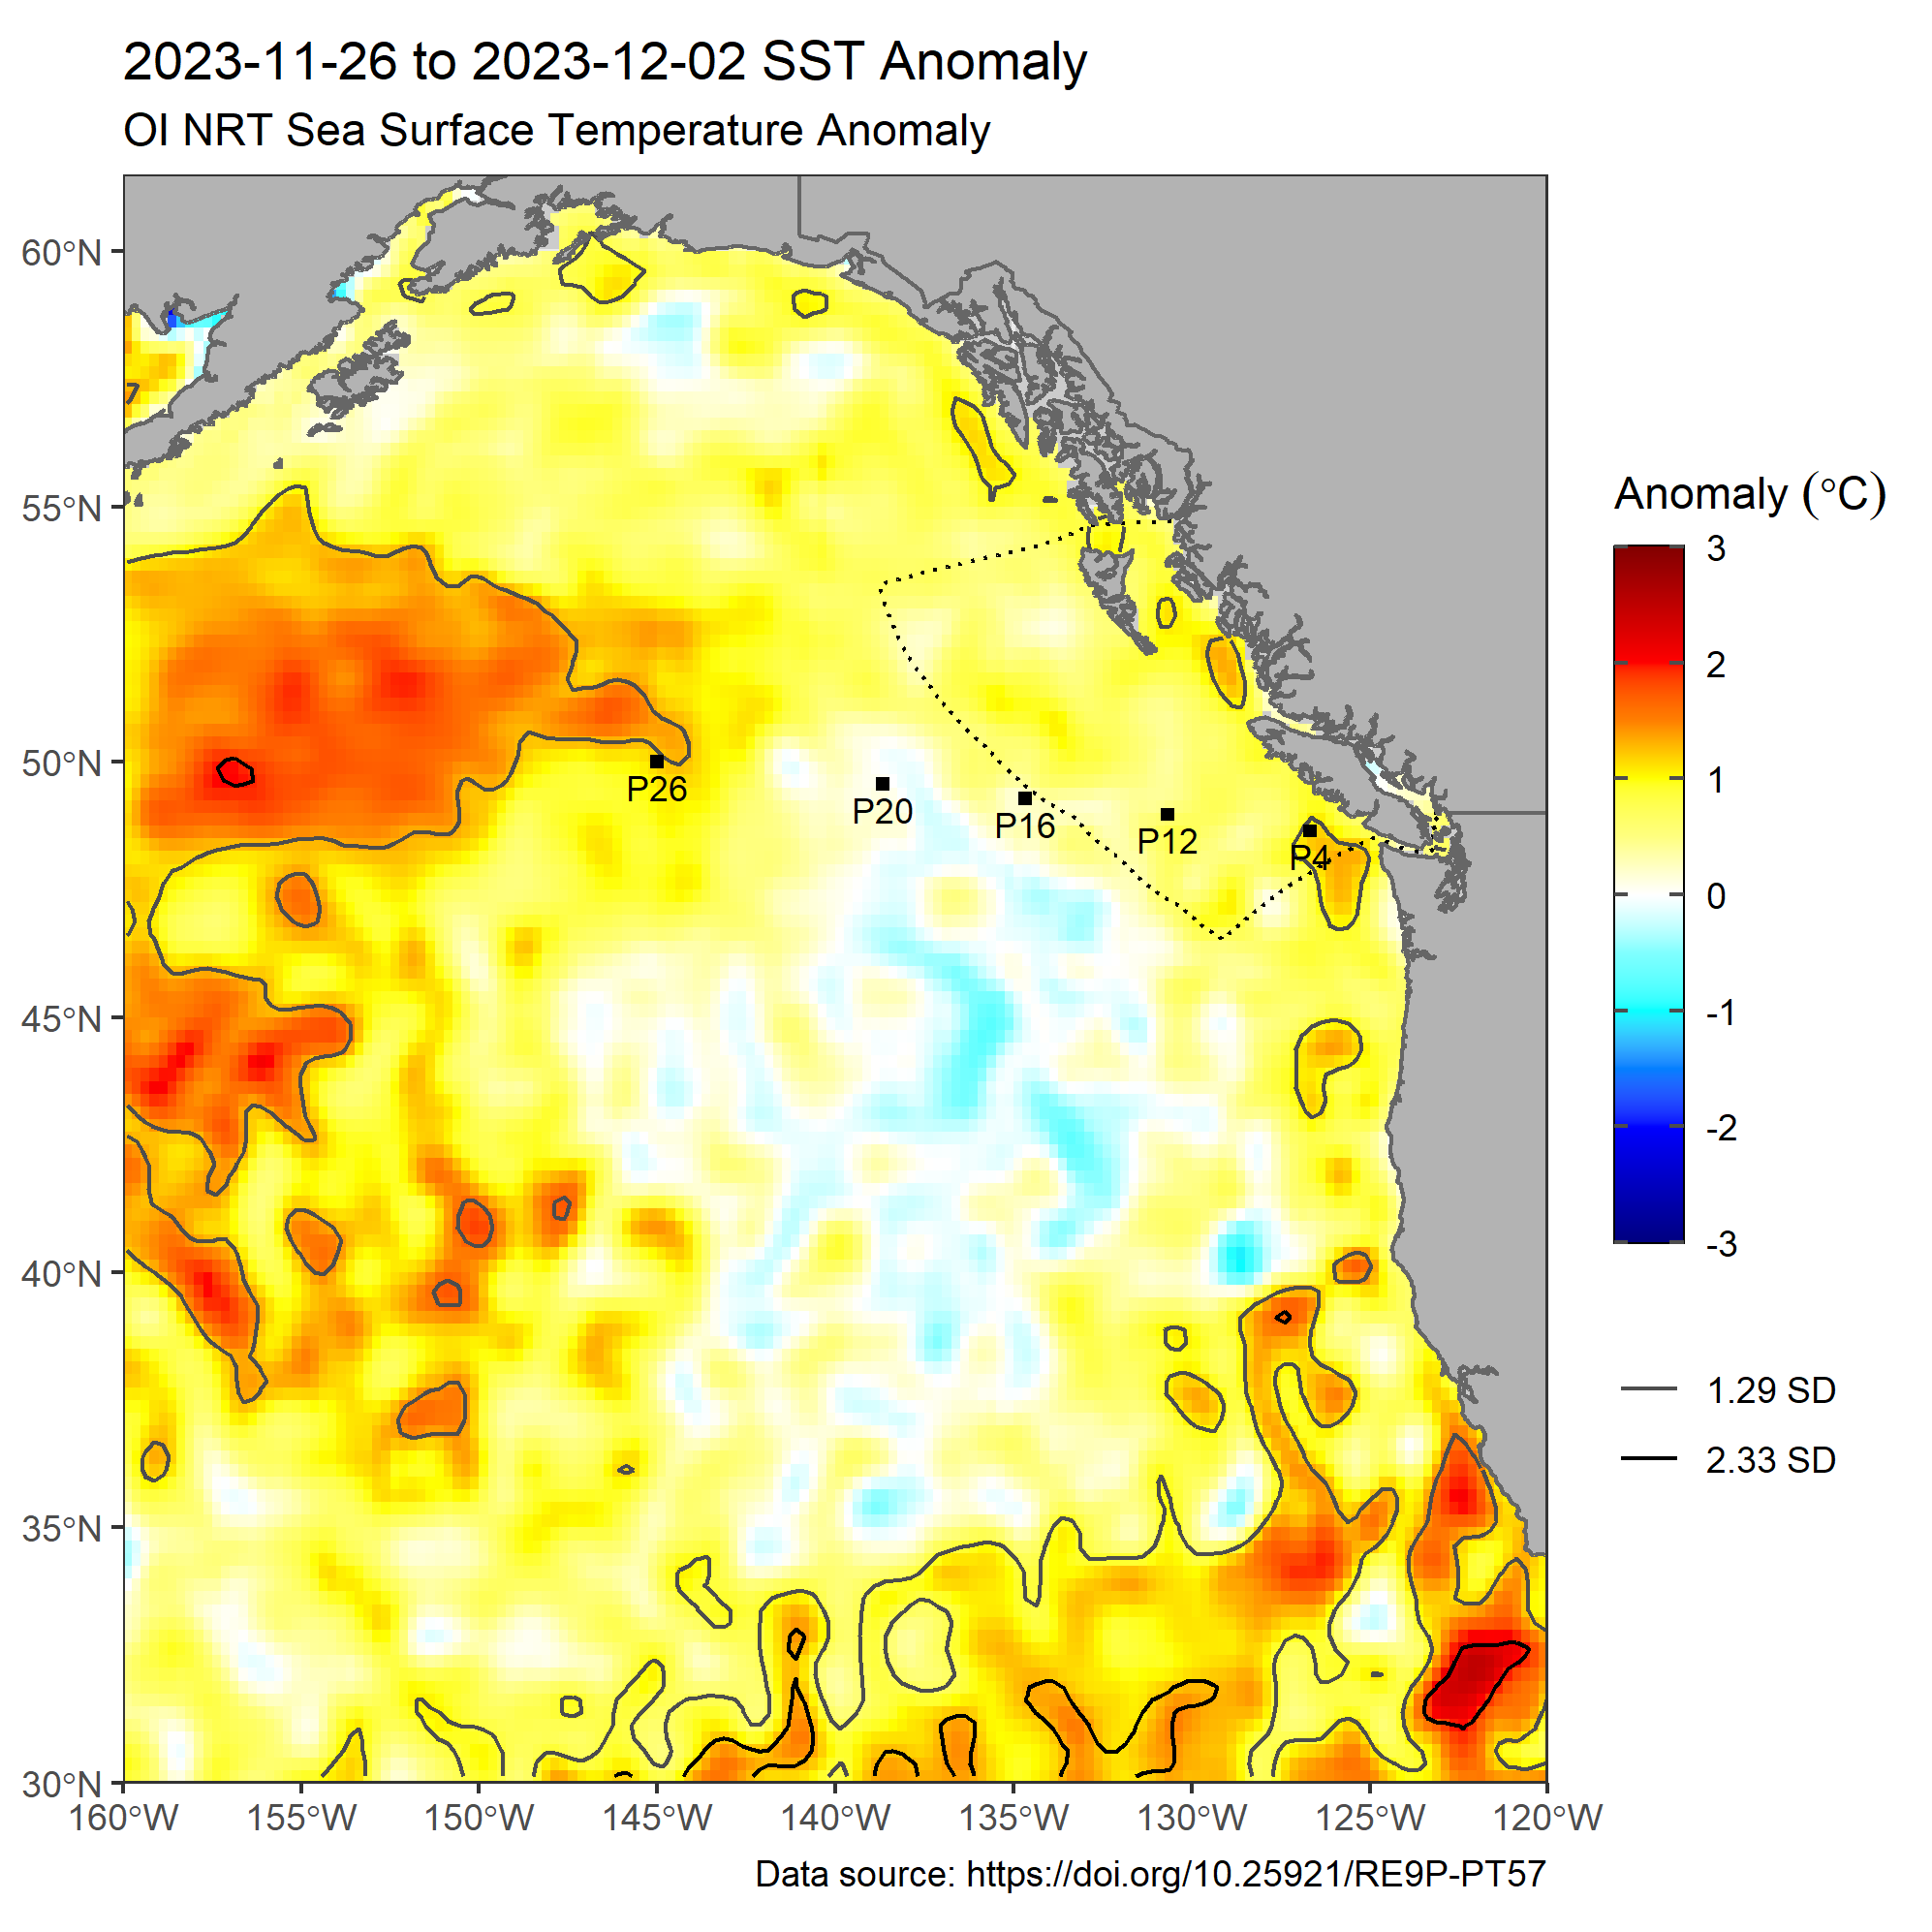 2023-11-26 to 2023-12-02 SST Anomaly
OI NRT Sea Surface Temperature Anomaly
60°N
55°N
50°N
45°N
40°N
35°N
30°N
160°W 155°W 150°W 145°W 140°W 135°W 130°W 125°W 120°W
P26
P20
P16
P12
P4
Anomaly (°C)
3
2
1
0
-1
-2
-3
1.29 SD
2.33 SD
Data source: https://doi.org/10.25921/RE9P-PT57